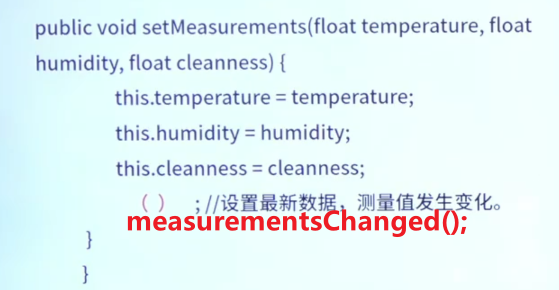 public void setMeasurements(float temperature, float
humidity, float cleanness) {
this.temperature = temperature;
this.humidity = humidity;
this.cleanness = cleanness;
( ) ;//设置最新数据，测量值发生变化。
measurementsChanged();
}
}